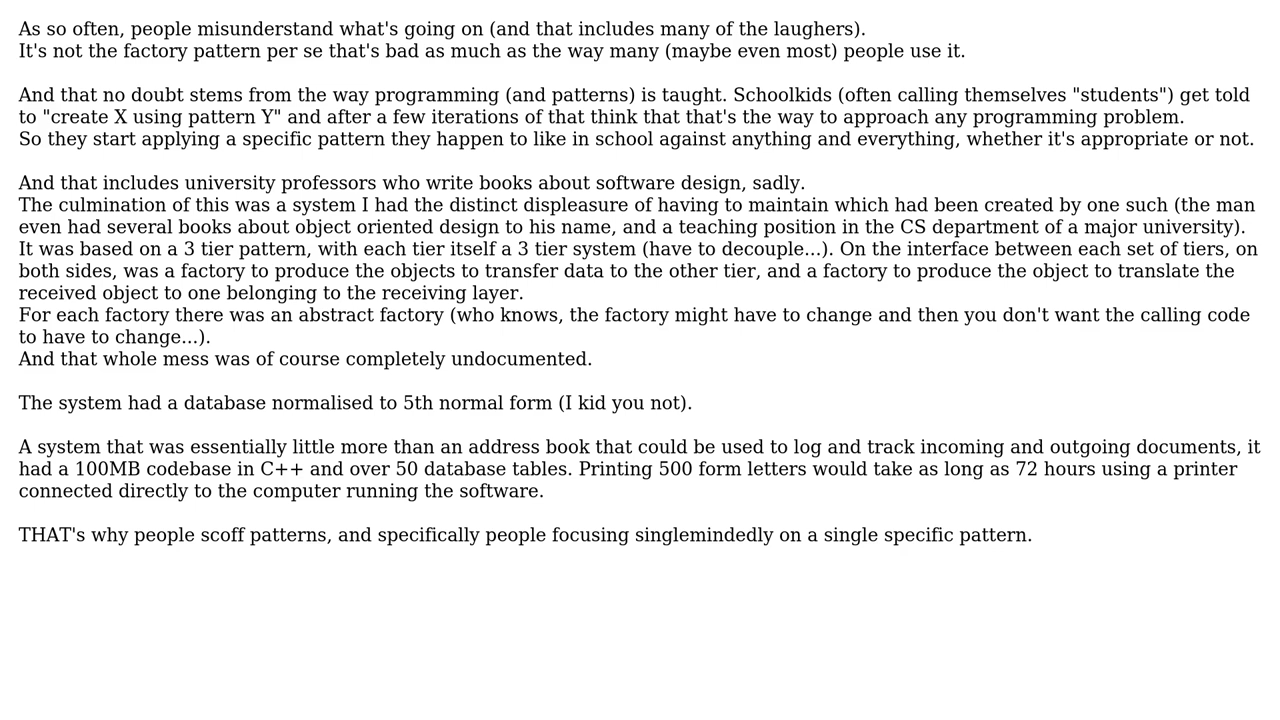 As so often, people misunderstand what's going on (and that includes many of the laughers).
It's not the factory pattern per se that's bad as much as the way many (maybe even most) people use it.
And that no doubt stems from the way programming (and patterns) is taught. Schoolkids (often calling themselves "students") get told
to "create X using pattern Y" and after a few iterations of that think that that's the way to approach any programming problem.
So they start applying a specific pattern they happen to like in school against anything and everything, whether it's appropriate or not.
And that includes university professors who write books about software design, sadly.
The culmination of this was a system I had the distinct displeasure of having to maintain which had been created by one such (the man
even had several books about object oriented design to his name, and a teaching position in the CS department of a major university).
It was based on a 3 tier pattern, with each tier itself a 3 tier system (have to decouple...). On the interface between each set of tiers, on
both sides, was a factory to produce the objects to transfer data to the other tier, and a factory to produce the object to translate the
received object to one belonging to the receiving layer.
For each factory there was an abstract factory (who knows, the factory might have to change and then you don't want the calling code
to have to change...).
And that whole mess was of course completely undocumented.
The system had a database normalised to 5th normal form (I kid you not).
A system that was essentially little more than an address book that could be used to log and track incoming and outgoing documents, it
had a 100MB codebase in C++ and over 50 database tables. Printing 500 form letters would take as long as 72 hours using a printer
connected directly to the computer running the software.
THAT's why people scoff patterns, and specifically people focusing singlemindedly on a single specific pattern.